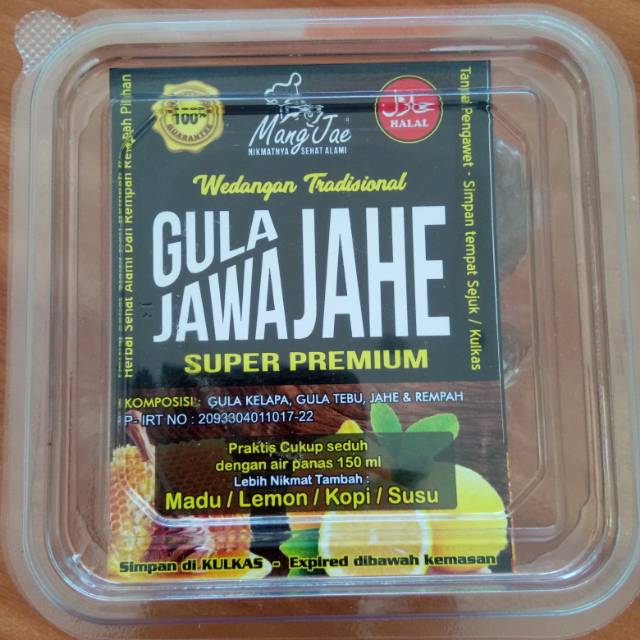 100%
GUARANTEE
Mang Jae ®
NIKMATNYA SEHAT ALAMI
حلال
HALAL
Wedangan Tradisional
GULA
JAWA JAHE
SUPER PREMIUM
KOMPOSISI : GULA KELAPA, GULA TEBU, JAHE & REMPAH
P- IRT NO : 2093304011017-22
Praktis Cukup seduh
dengan air panas 150 ml
Lebih Nikmat Tambah :
Madu / Lemon / Kopi / Susu
Simpan di KULKAS - Expired dibawah kemasan
Herbal Sehat Alami Dari Rempah Rempah Pilihan
Tanpa Pengawet - Simpan tempat Sejuk / Kulkas